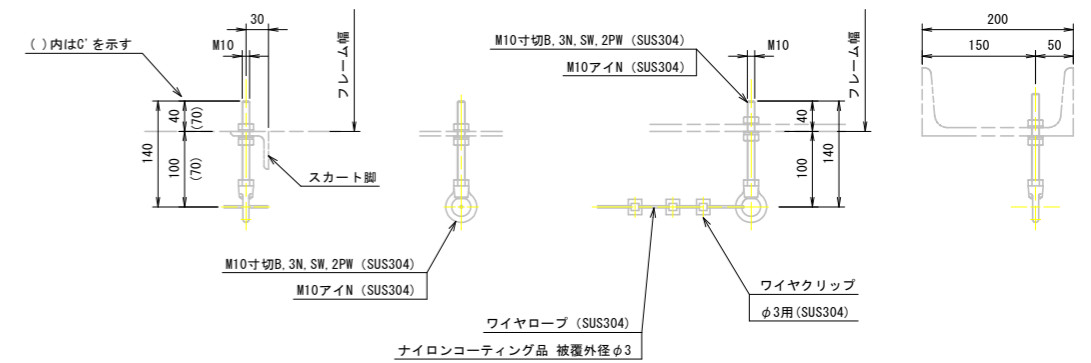 ( )内はC'を示す
M10
30
フレーム幅
140
40
(70)
100
(70)
スカート脚
M10寸切B, 3N, SW, 2PW (SUS304)
M10アイN (SUS304)
M10寸切B, 3N, SW, 2PW (SUS304)
M10アイN (SUS304)
M10
フレーム幅
40
100
140
ワイヤクリップ
φ3用(SUS304)
ワイヤロープ (SUS304)
ナイロンコーティング品 被覆外径φ3
200
150
50